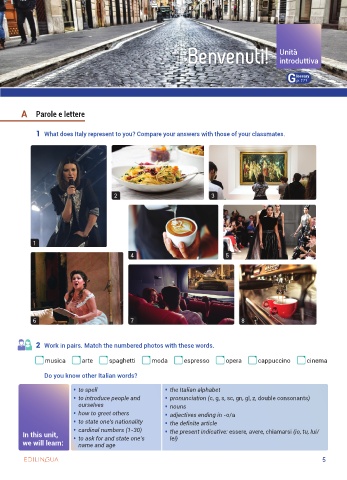 Benvenuti!
Unità
introduttiva
Glossary
p. 171
A Parole e lettere
1 What does Italy represent to you? Compare your answers with those of your classmates.
2
3
1
4
5
6
7
8
2 Work in pairs. Match the numbered photos with these words.
musica arte spaghetti moda espresso opera cappuccino cinema
Do you know other Italian words?
In this unit,
we will learn:
• to spell
• to introduce people and
ourselves
• how to greet others
• to state one's nationality
• cardinal numbers (1-30)
• to ask for and state one's
name and age
• the Italian alphabet
• pronunciation (c, g, s, sc, gn, gl, z, double consonants)
• nouns
• adjectives ending in -o/a
• the definite article
• the present indicative: essere, avere, chiamarsi (io, tu, lui/
lei)
EDILINGUA
5